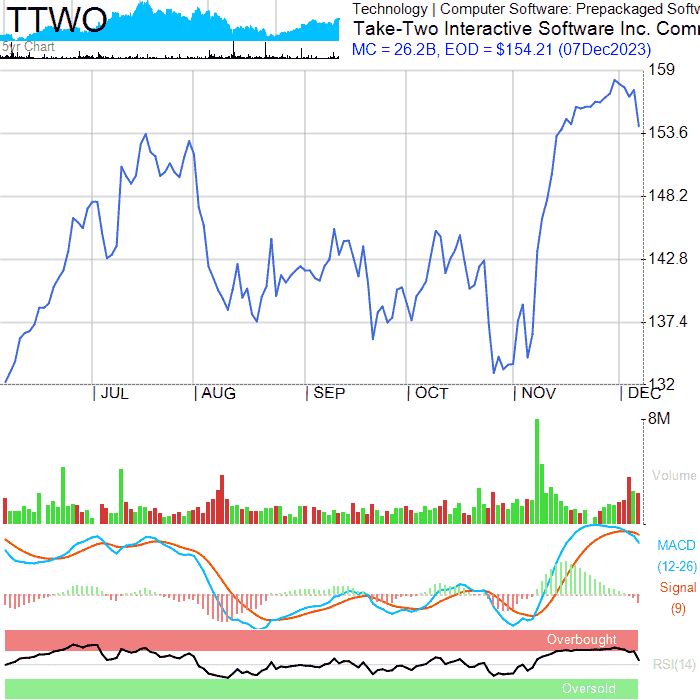 TTWO
5yr Chart
Technology | Computer Software: Prepackaged Softw
Take-Two Interactive Software Inc. Comm
MC = 26.2B, EOD = $154.21 (07Dec2023)
159
153.6
148.2
142.8
137.4
132
JUL AUG SEP OCT NOV DEC
8M
Volume
MACD
(12-26)
Signal
(9)
Overbought
RSI(14)
Oversold